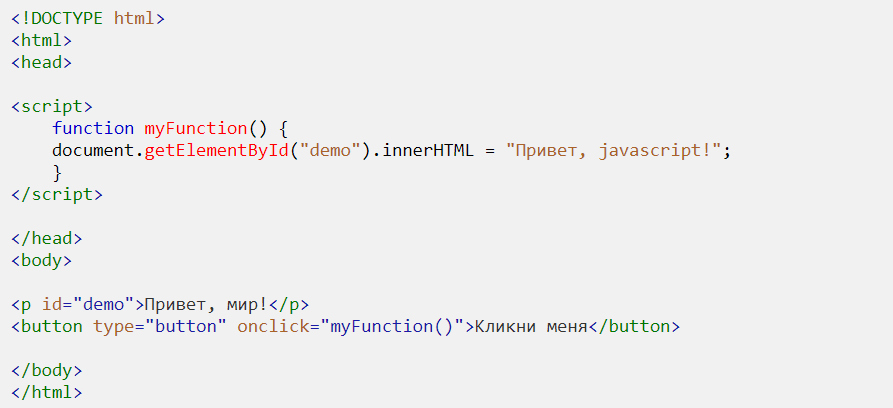 <!DOCTYPE html>
<html>
<head>
<script>
function myFunction() {
document.getElementById("demo").innerHTML = "Привет, javascript!";
}
</script>
</head>
<body>
<p id="demo">Привет, мир!</p>
<button type="button" onclick="myFunction()">Кликни меня</button>
</body>
</html>